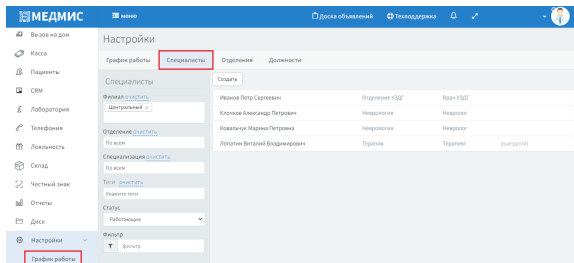 МЕДМИС
меню
Доска объявлений
Техподдержка
Вызов на дом
Касса
Пациенты
CRM
Лаборатория
Телефония
Лояльность
Склад
Честный знак
Отчеты
Диск
Настройки
График работы
Настройки
График работы Специалисты Отделения Должности
Специалисты
Филиал очистить
Центральный ×
Отделение очистить
По всем
Специализация очистить
По всем
Теги очистить
Укажите теги
Статус
Работающие
Фильтр
фильтр
Создать
Иванов Петр Сергеевич Отделение УЗДГ Врач УЗДГ
Клочков Александр Петрович Неврология Невролог
Ковальчук Марина Петровна Неврология Невролог
Лопатин Виталий Владимирович Терапия Терапевт (выездной)